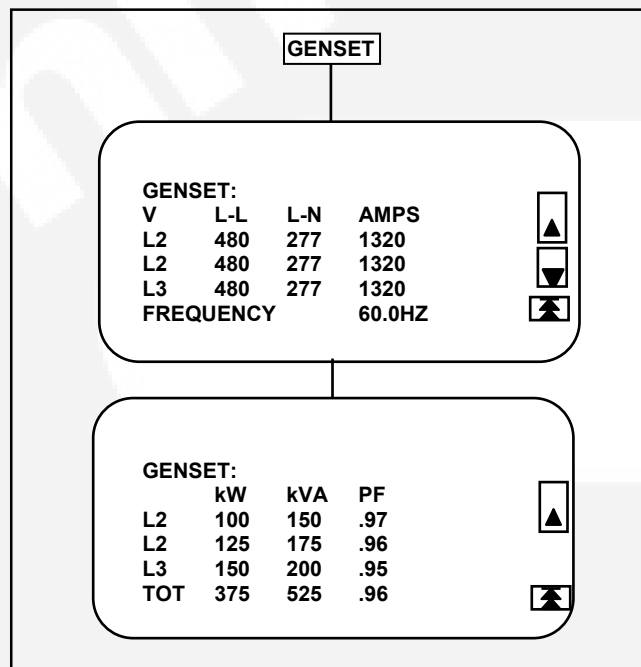 GENSET
GENSET:
V L-L L-N AMPS
L2 480 277 1320
L2 480 277 1320
L3 480 277 1320
FREQUENCY 60.0HZ
GENSET:
kW kVA PF
L2 100 150 .97
L2 125 175 .96
L3 150 200 .95
TOT 375 525 .96